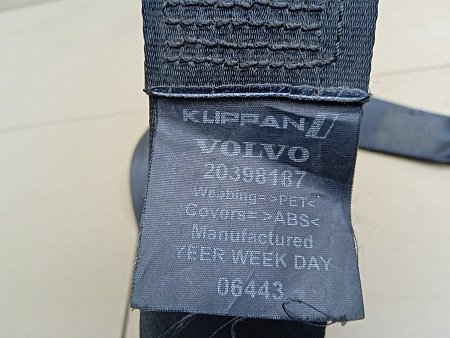 KLIPPAN
VOLVO
20398187
Webbing= >PET<
Covers= >ABS<
Manufactured
YEER WEEK DAY
06443